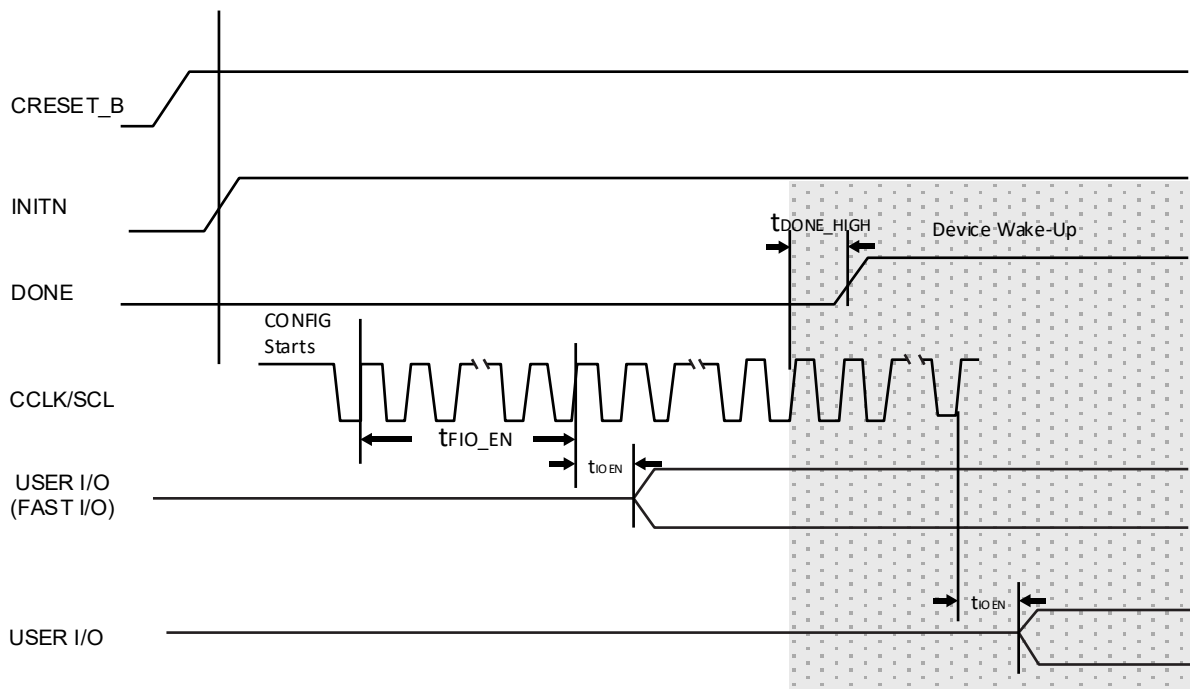 CRESET_B
INITN
tDONE_HIGH
Device Wake-Up
DONE
CONFIG
Starts
CCLK/SCL
tFIO_EN
tIOEN
USER I/O
(FAST I/O)
tIOEN
USER I/O